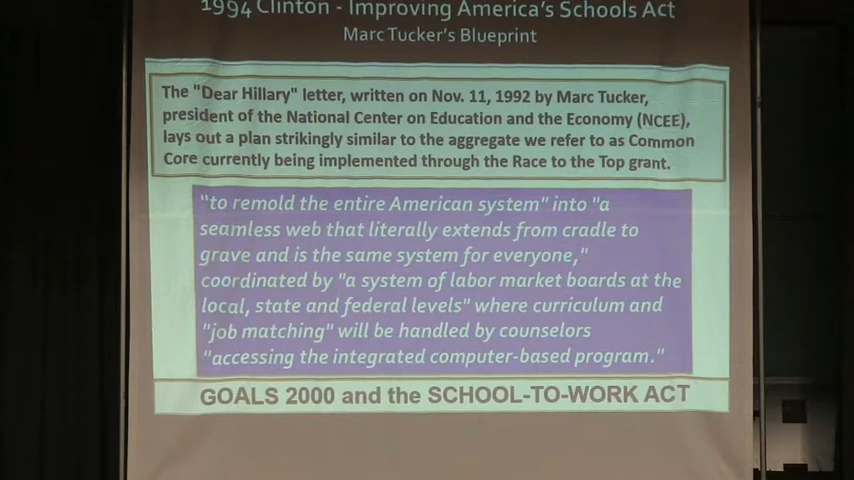 1994 Clinton - Improving America's Schools Act
Marc Tucker's Blueprint
The "Dear Hillary" letter, written on Nov. 11, 1992 by Marc Tucker,
president of the National Center on Education and the Economy (NCEE),
lays out a plan strikingly similar to the aggregate we refer to as Common
Core currently being implemented through the Race to the Top grant.
"to remold the entire American system" into "a
seamless web that literally extends from cradle to
grave and is the same system for everyone,"
coordinated by "a system of labor market boards at the
local, state and federal levels" where curriculum and
"job matching" will be handled by counselors
"accessing the integrated computer-based program."
GOALS 2000 and the SCHOOL-TO-WORK ACT